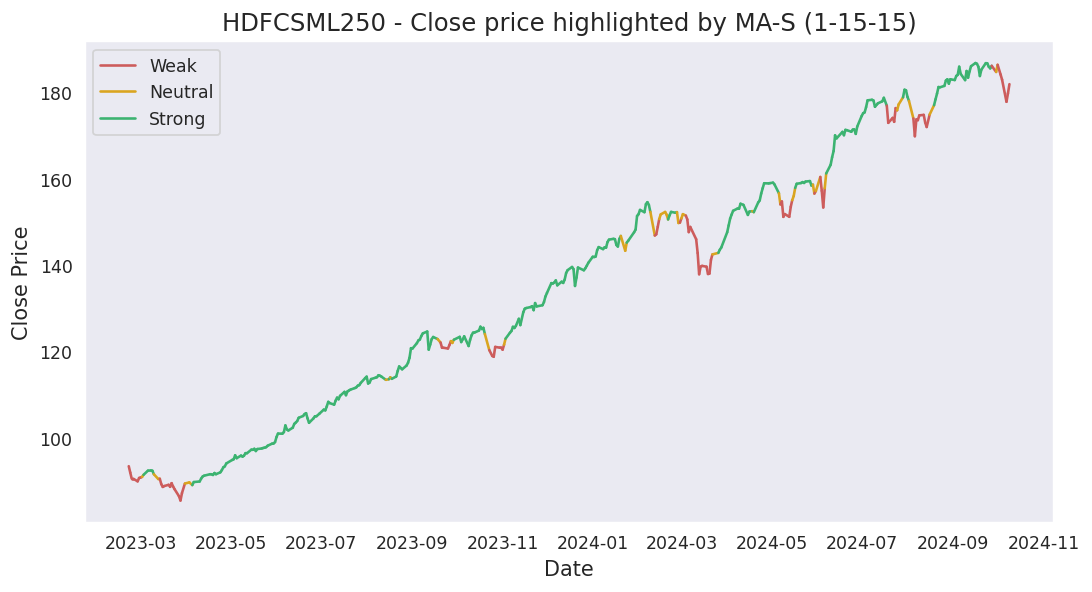 HDFCSML250 - Close price highlighted by MA-S (1-15-15)
Weak
Neutral
Strong
Close Price
180
160
140
120
100
2023-03 2023-05 2023-07 2023-09 2023-11 2024-01 2024-03 2024-05 2024-07 2024-09 2024-11
Date